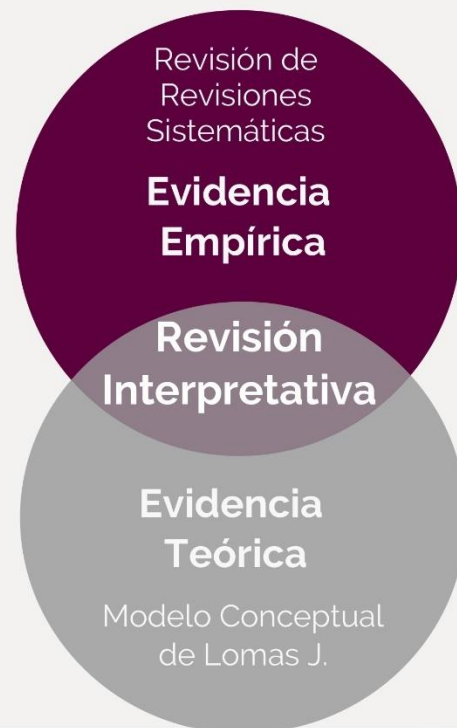 Revisión de
Revisiones
Sistemáticas
Evidencia
Empírica
Revisión
Interpretativa
Evidencia
Teórica
Modelo Conceptual
de Lomas J.